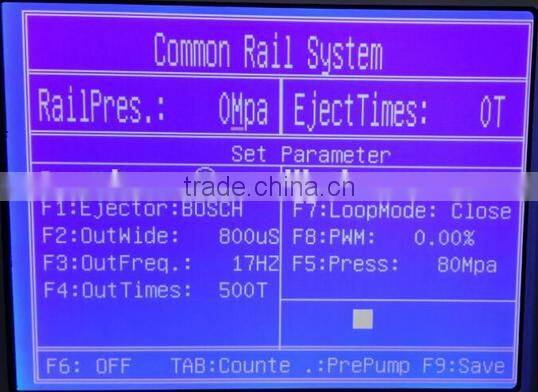 Common Rail System
RailPres.: 0Mpa EjectTimes: 0T
Set Parameter
trade.china.cn
F1:Ejector:BOSCH F7:LoopMode: Close
F2:OutWide: 800uS F8:PWM: 0.00%
F3:OutFreq.: 17HZ F5:Press: 80Mpa
F4:OutTimes: 500T
F6: OFF TAB:Counte .:PrePump F9:Save